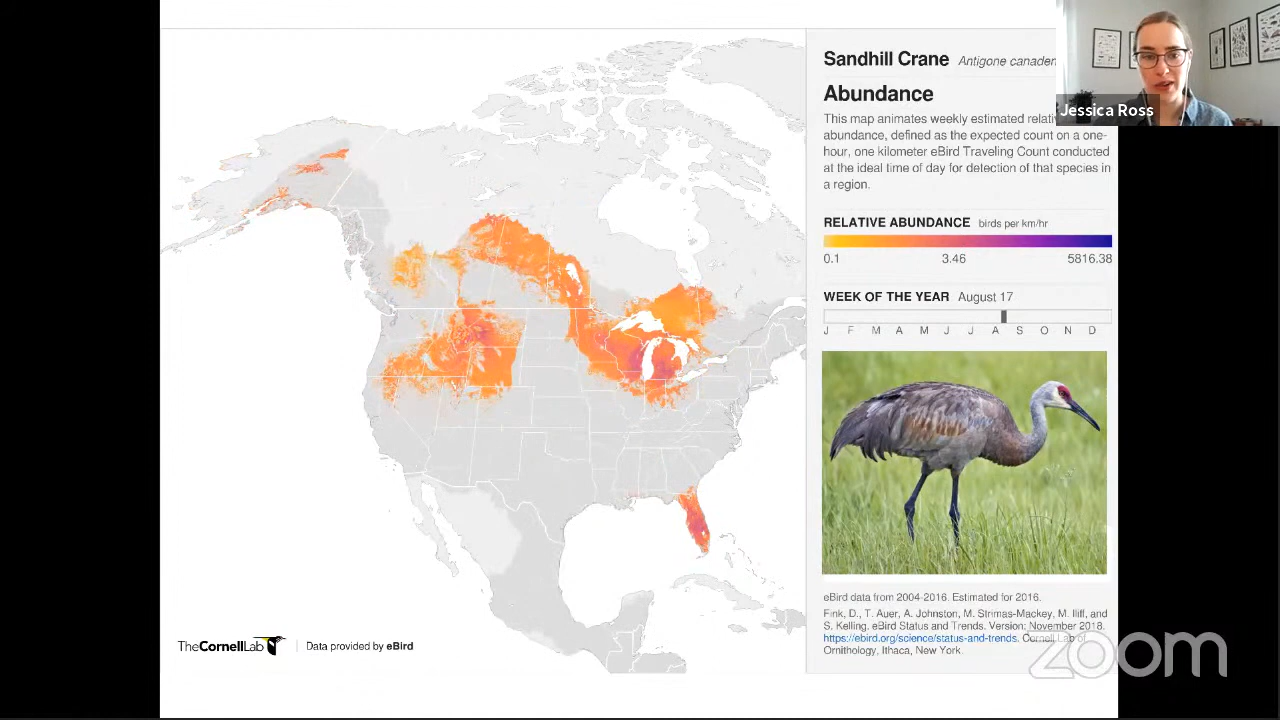 Sandhill Crane Antigone canaden
Jessica Ross
Abundance
This map animates weekly estimated relati
abundance, defined as the expected count on a one-
hour, one kilometer eBird Traveling Count conducted
at the ideal time of day for detection of that species in
a region.
RELATIVE ABUNDANCE birds per km/hr
0.1 3.46 5816.38
WEEK OF THE YEAR August 17
J F M A M J J A S O N D
eBird data from 2004-2016. Estimated for 2016.
Fink, D., T. Auer, A. Johnston, M. Strimas-Mackey, M. Iliff, and
S. Kelling. eBird Status and Trends. Version: November 2018.
https://ebird.org/science/status-and-trends. Cornell Lab of
Ornithology, Ithaca, New York.
TheCornellLab Data provided by eBird
zoom